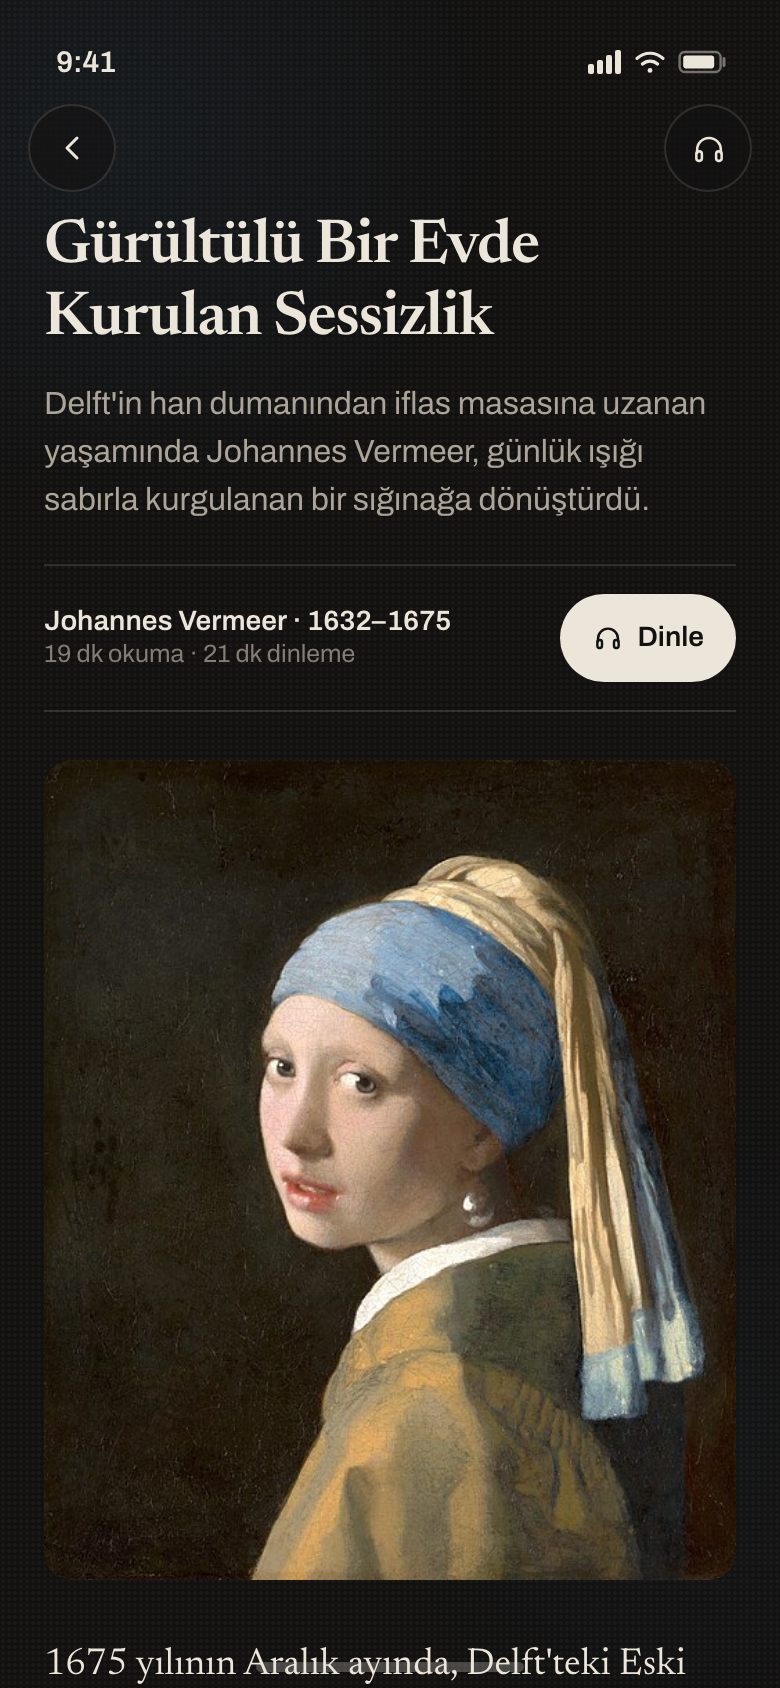 9:41
Gürültülü Bir Evde
Kurulan Sessizlik
Delft'in han dumanından iflas masasına uzanan
yaşamında Johannes Vermeer, günlük ışığı
sabırla kurgulanan bir sığınağa dönüştürdü.
Johannes Vermeer · 1632–1675
19 dk okuma · 21 dk dinleme
Dinle
1675 yılının Aralık ayında, Delft'teki Eski